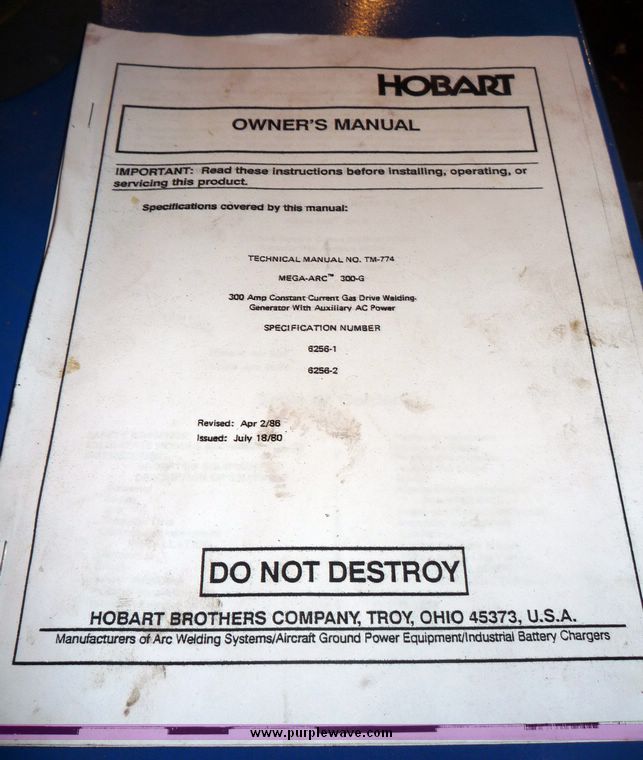 HOBART
OWNER'S MANUAL
IMPORTANT: Read these instructions before installing, operating, or
servicing this product.
Specifications covered by this manual:
TECHNICAL MANUAL NO. TM-774
MEGA-ARC™ 300-G
300 Amp Constant Current Gas Drive Welding
Generator With Auxiliary AC Power
SPECIFICATION NUMBER
6256-1
6256-2
Revised: Apr 2/86
Issued: July 18/80
DO NOT DESTROY
HOBART BROTHERS COMPANY, TROY, OHIO 45373, U.S.A.
Manufacturers of Arc Welding Systems/Aircraft Ground Power Equipment/Industrial Battery Chargers
www.purplewave.com